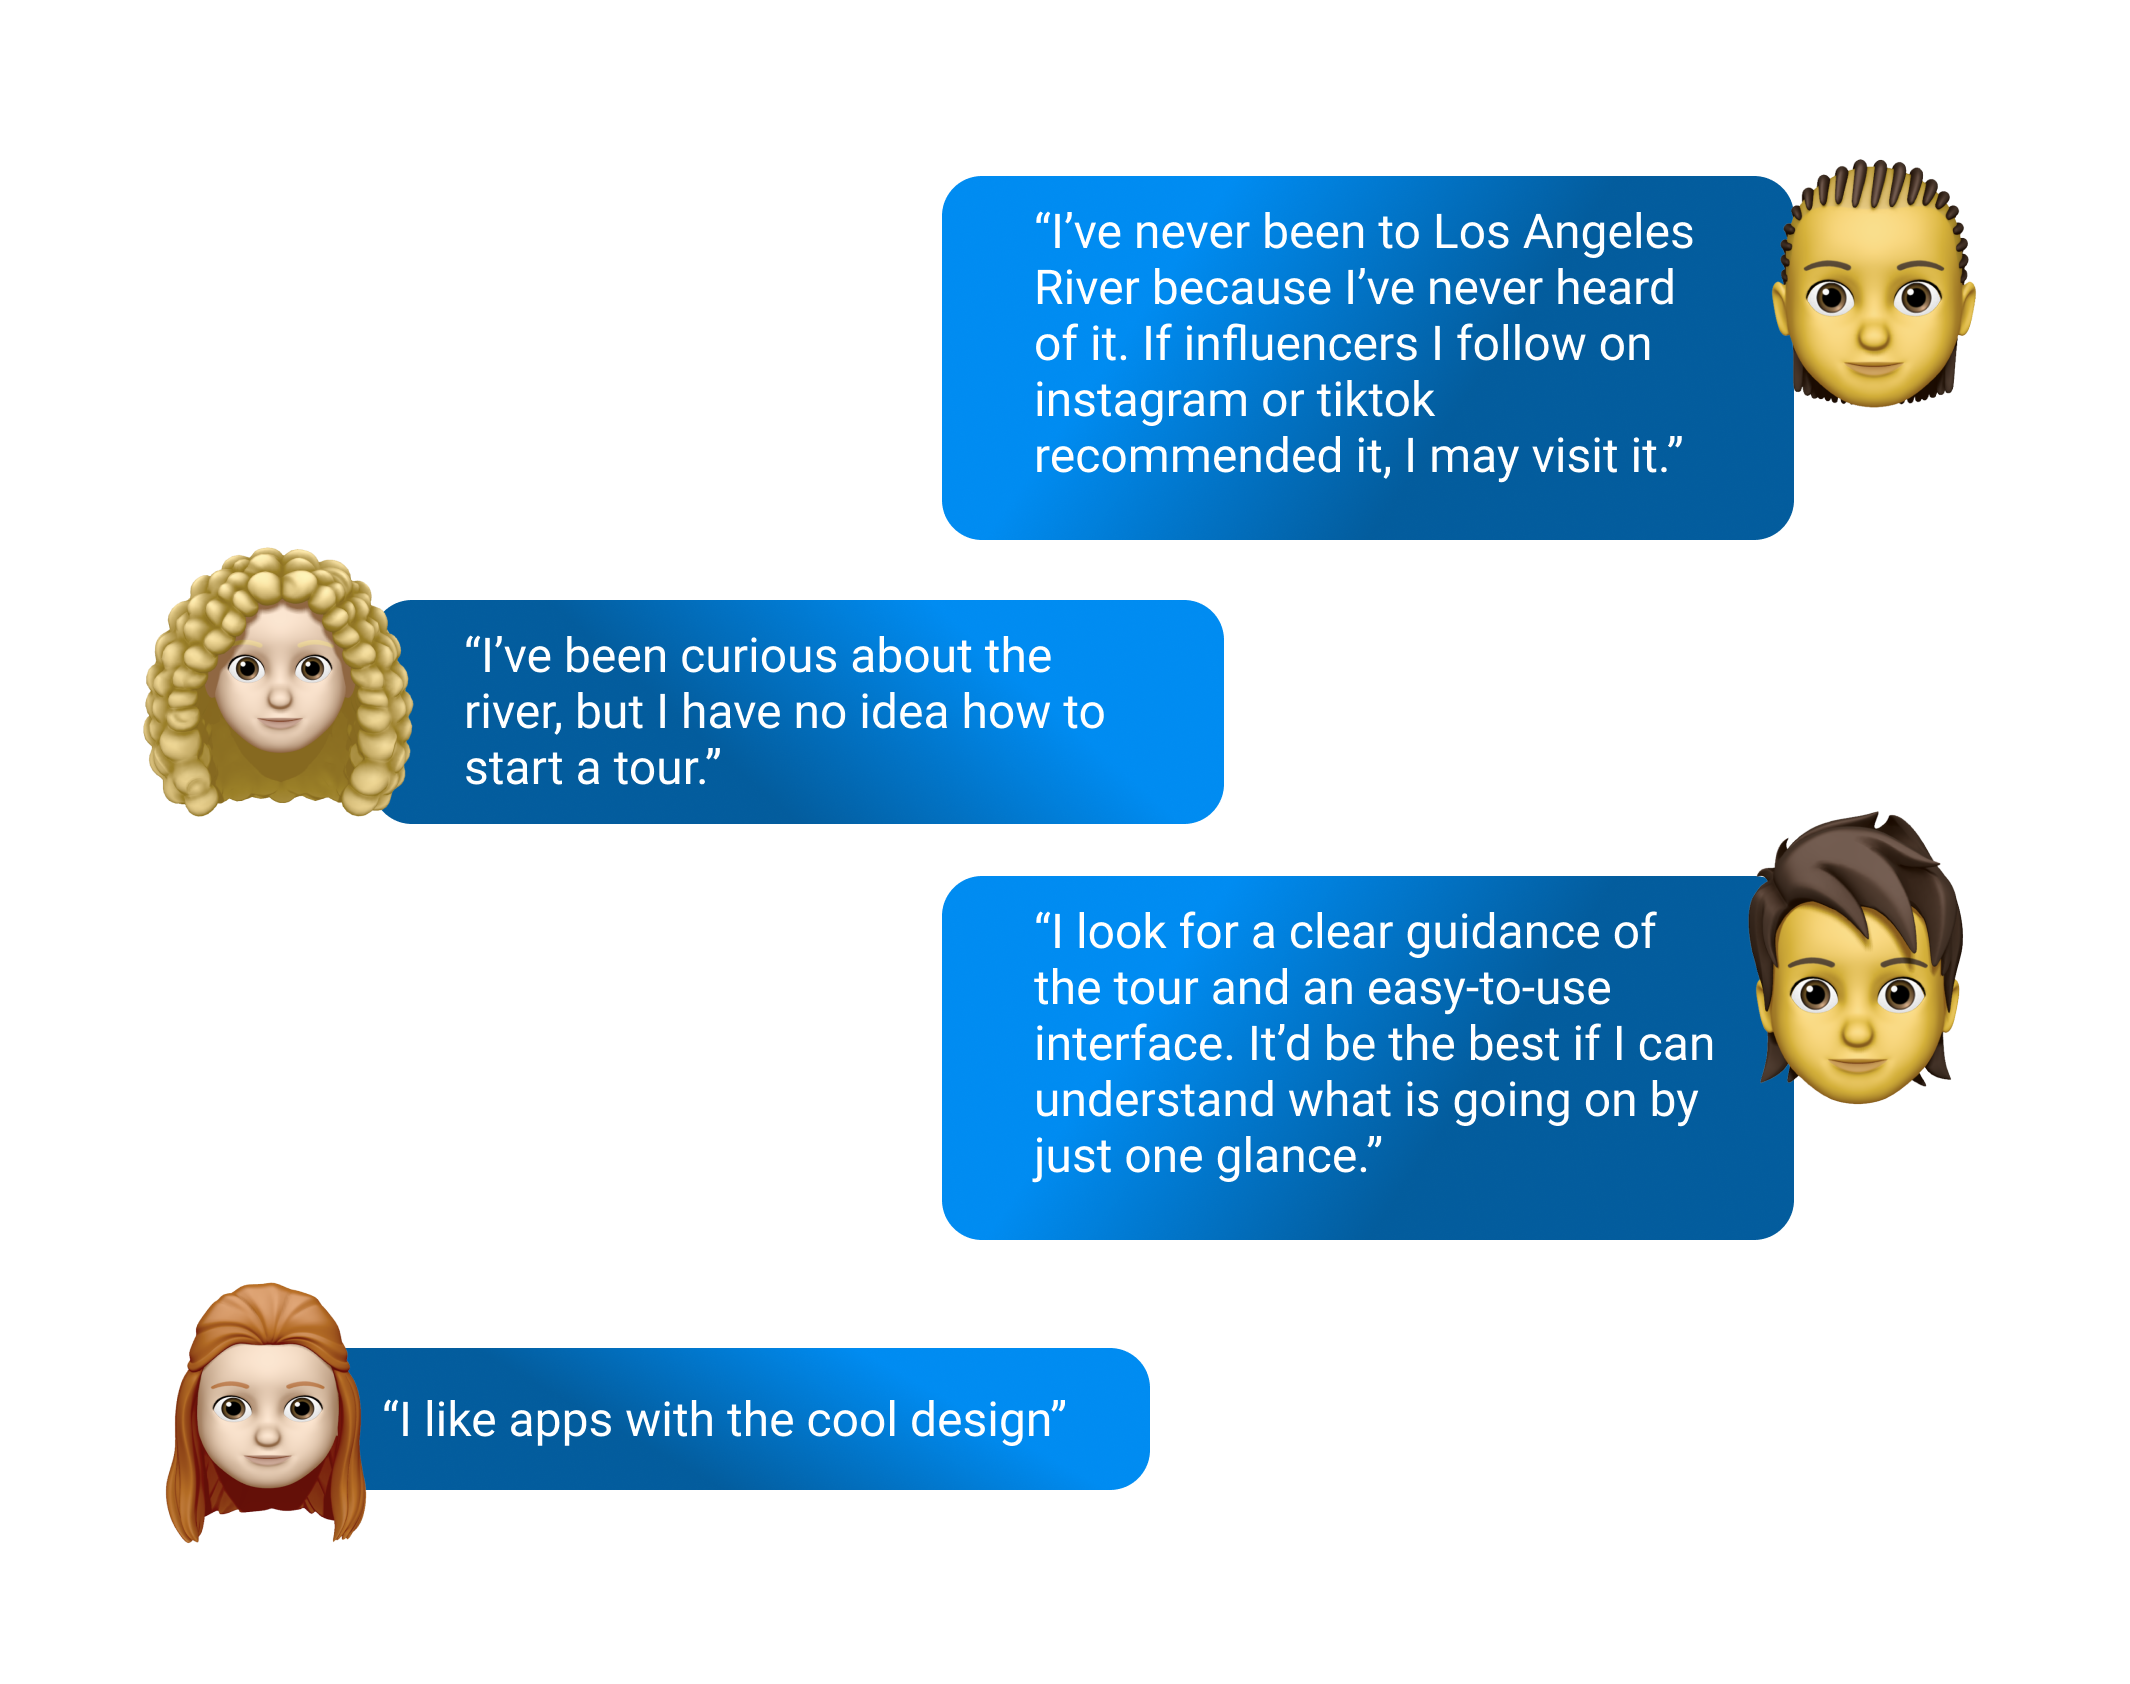 “I’ve never been to Los Angeles
River because I’ve never heard
of it. If influencers I follow on
instagram or tiktok
recommended it, I may visit it.”
“I’ve been curious about the
river, but I have no idea how to
start a tour.”
“I look for a clear guidance of
the tour and an easy-to-use
interface. It’d be the best if I can
understand what is going on by
just one glance.”
“I like apps with the cool design”